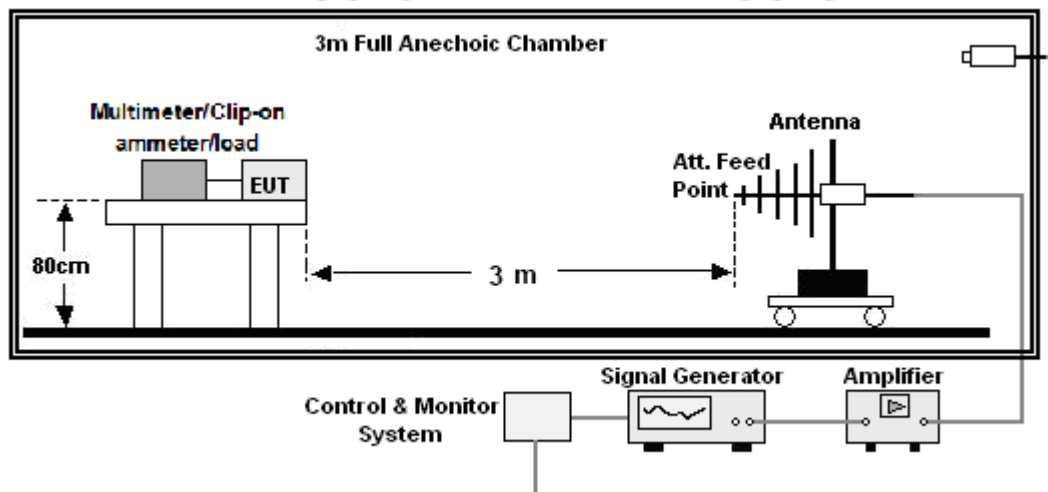 3m Full Anechoic Chamber
Multimeter/Clip-on
ammeter/load
EUT
Antenna
Att. Feed
Point
80cm
3 m
Signal Generator
Amplifier
Control & Monitor
System